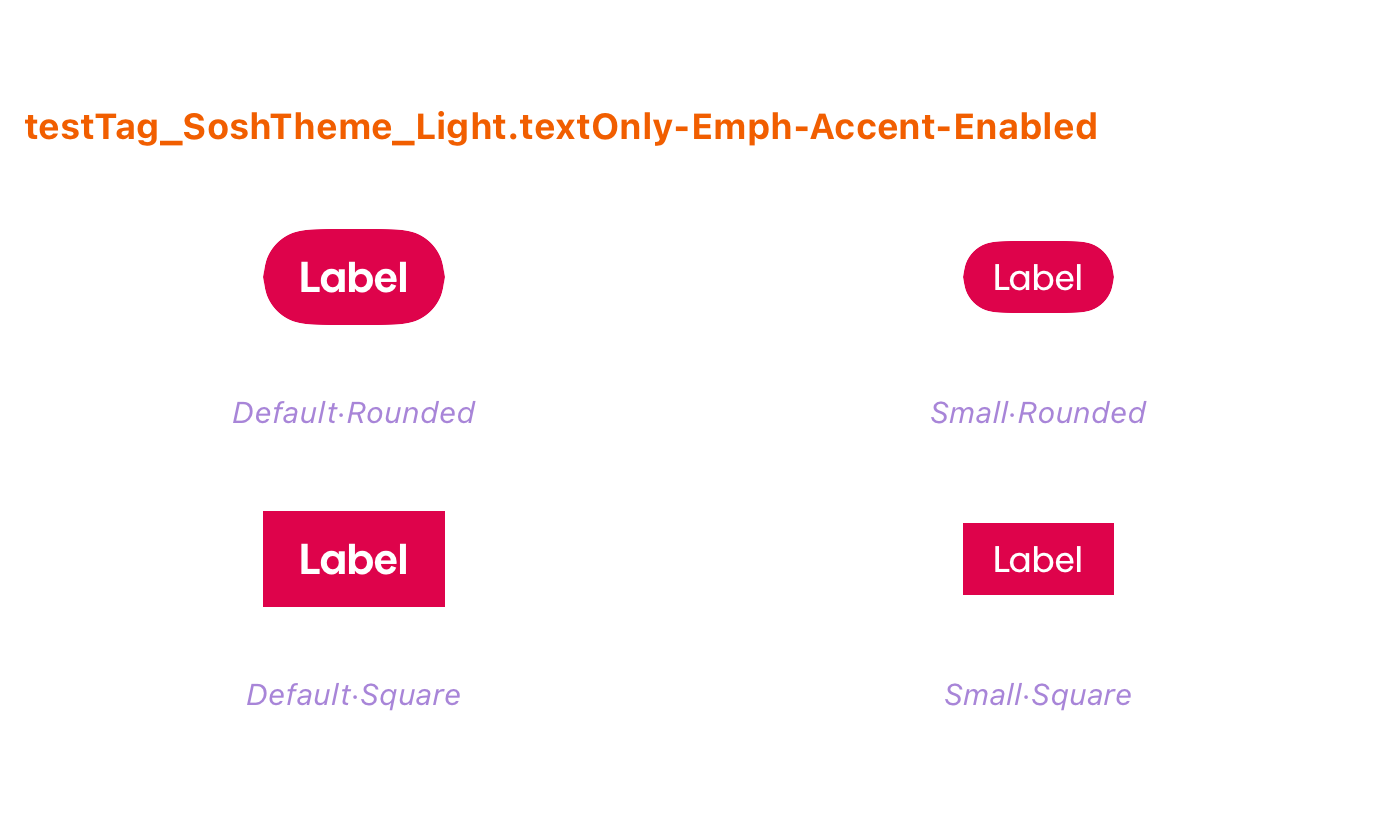 testTag_SoshTheme_Light.textOnly-Emph-Accent-Enabled
Label
Label
Default·Rounded
Small·Rounded
Label
Label
Default·Square
Small·Square